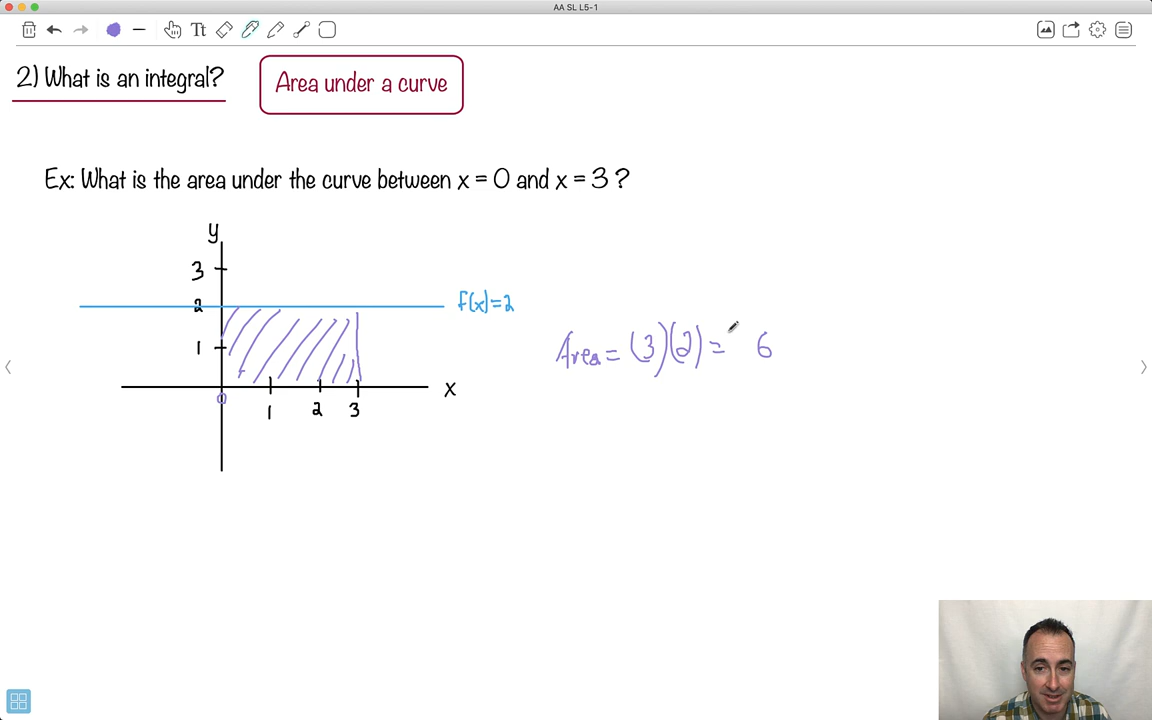 AA SL L5-1
Tt
2) What is an integral?
Area under a curve
Ex: What is the area under the curve between x = 0 and x = 3 ?
y
3
2
f(x)=2
1
Area = (3)(2) = 6
x
0
1 2 3